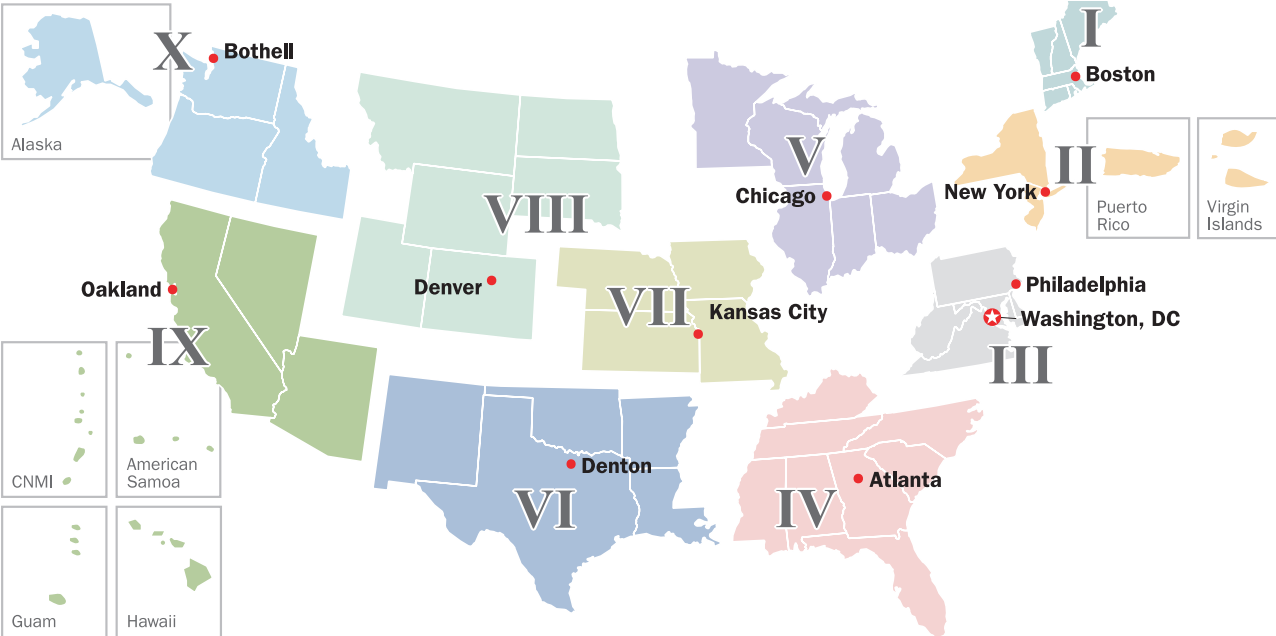 I
X
Bothell
Boston
Alaska
V
II
Chicago
New York
VIII
Puerto
Rico
Virgin
Islands
Oakland
Denver
Philadelphia
VII
Kansas City
Washington, DC
IX
III
CNMI
American
Samoa
Denton
Atlanta
VI
IV
Guam
Hawaii